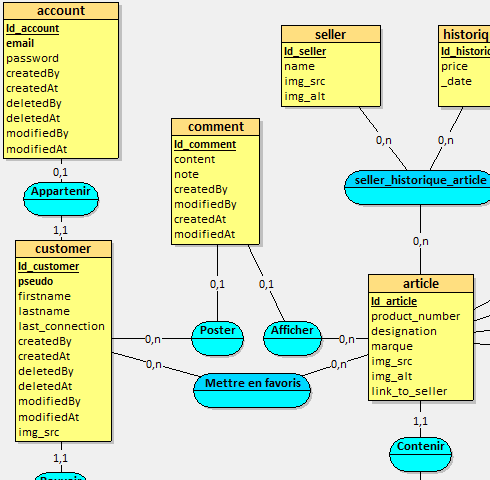 account
Id_account
email
password
createdBy
createdAt
deletedBy
deletedAt
modifiedBy
modifiedAt
0,1
Appartenir
1,1
customer
Id_customer
pseudo
firstname
lastname
last_connection
createdBy
createdAt
deletedBy
deletedAt
modifiedBy
modifiedAt
img_src
1,1
comment
Id_comment
content
note
createdBy
modifiedBy
createdAt
modifiedAt
0,1
0,1
0,n
Poster
Afficher
0,n
0,n
Mettre en favoris
0,n
seller
Id_seller
name
img_src
img_alt
historiq
Id_historic
price
_date
0,n
0,n
seller_historique_article
0,n
article
Id_article
product_number
designation
marque
img_src
img_alt
link_to_seller
1,1
Contenir